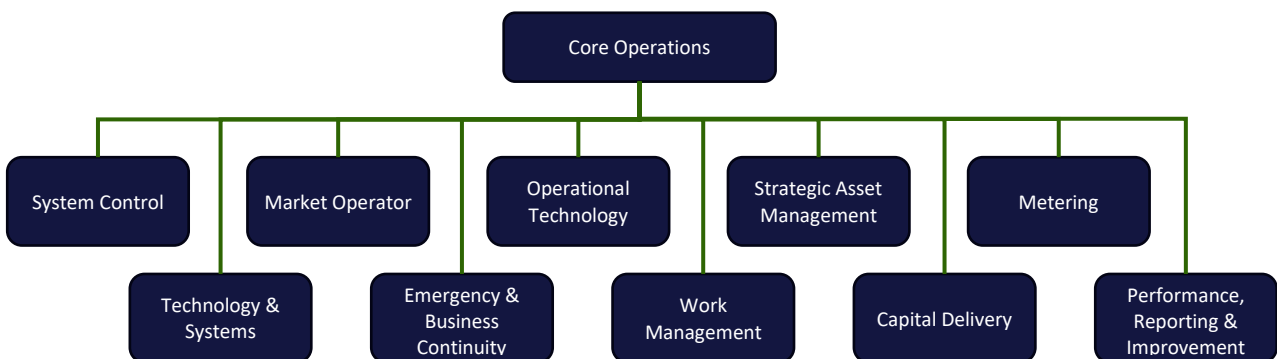 Core Operations
System Control
Market Operator
Operational
Technology
Strategic Asset
Management
Metering
Technology &
Systems
Emergency &
Business
Continuity
Work
Management
Capital Delivery
Performance,
Reporting &
Improvement